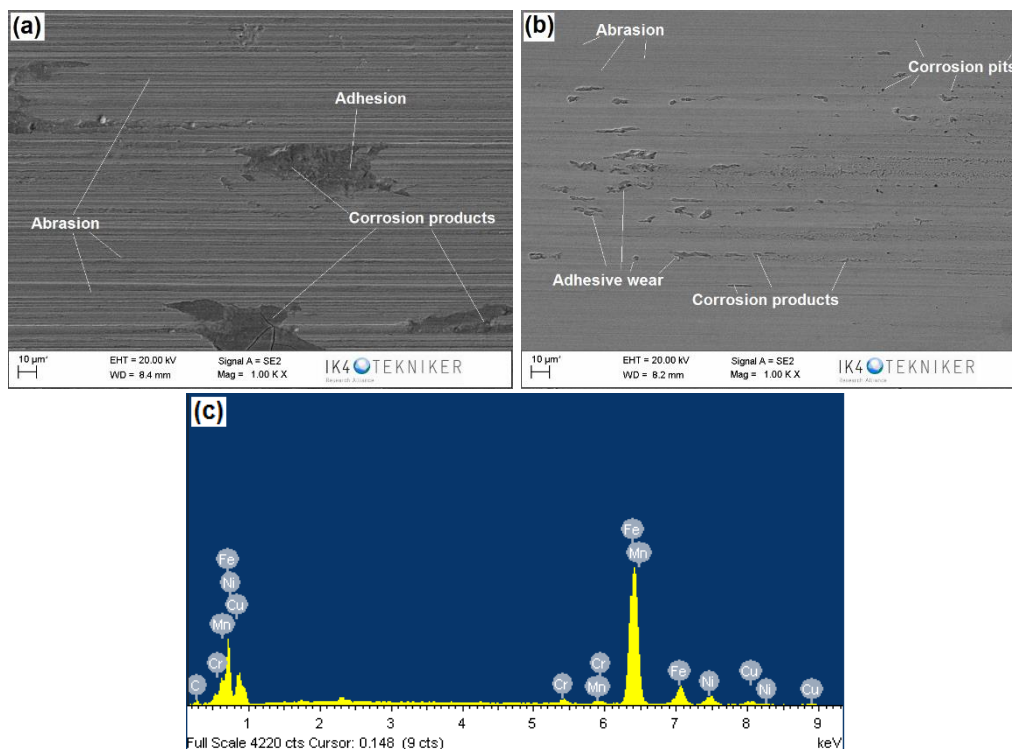 (a)
Adhesion
Abrasion
Corrosion products
10 µm*
EHT = 20.00 kV
Signal A = SE2
WD = 8.4 mm
Mag = 1.00 K X
IK4 TEKNIKER
Research Alliance
(b)
Abrasion
Corrosion pits
Adhesive wear
Corrosion products
10 µm*
EHT = 20.00 kV
Signal A = SE2
WD = 8.2 mm
Mag = 1.00 K X
IK4 TEKNIKER
Research Alliance
(c)
Fe
Ni
Cu
Mn
Cr
C
Fe
Mn
Cr
Cr
Mn
Fe
Ni
Cu
Ni
Cu
1 2 3 4 5 6 7 8 9
Full Scale 4220 cts Cursor: 0.148 (9 cts) keV